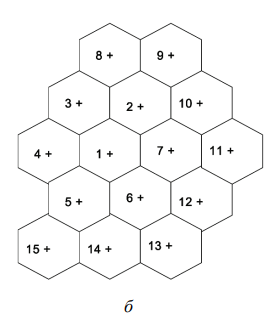 8 + 9 +
3 + 2 + 10 +
4 + 1 + 7 + 11 +
5 + 6 + 12 +
15 + 14 + 13 +
б